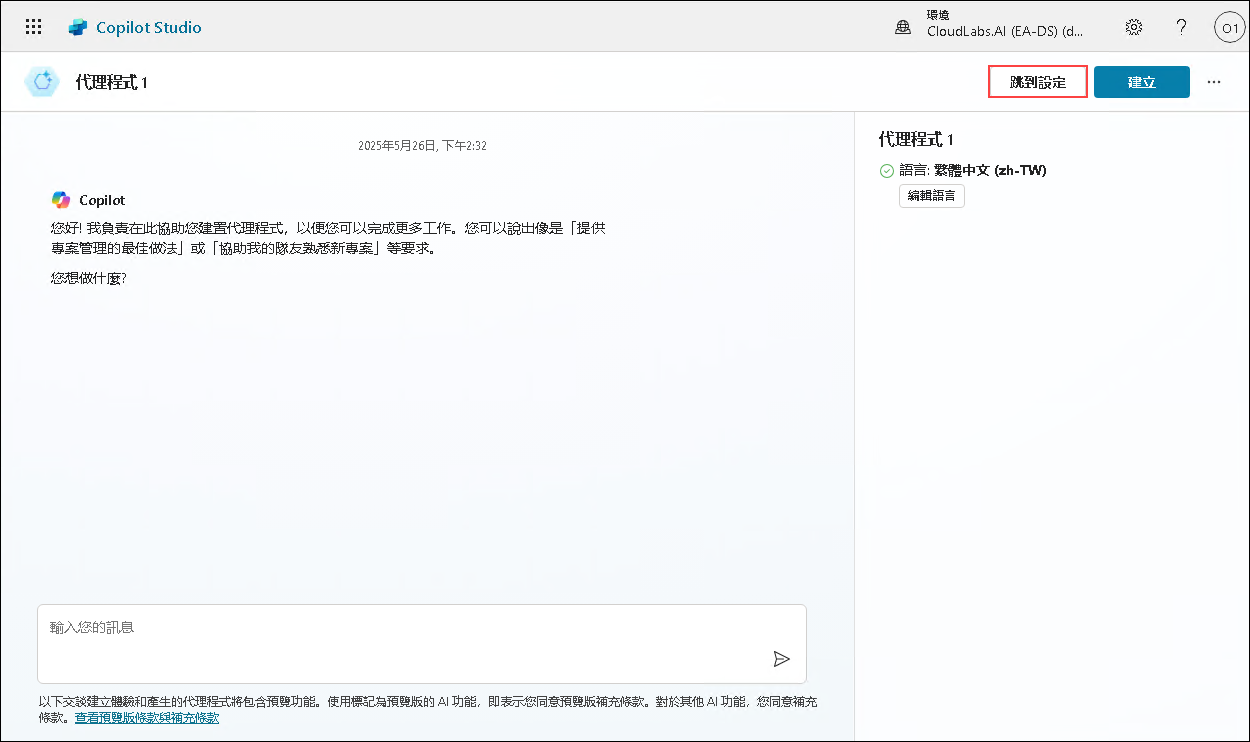 Copilot Studio
環境
CloudLabs.AI (EA-DS) (d...
?
O1
代理程式 1
跳到設定
建立
...
2025年5月26日, 下午2:32
Copilot
您好! 我負責在此協助您建置代理程式，以便您可以完成更多工作。您可以說出像是「提供
專案管理的最佳做法」或「協助我的隊友熟悉新專案」等要求。
您想做什麼?
代理程式 1
語言: 繁體中文 (zh-TW)
編輯語言
輸入您的訊息
以下交談建立體驗和產生的代理程式將包含預覽功能。使用標記為預覽版的 AI 功能，即表示您同意預覽版補充條款。對於其他 AI 功能，您同意補充
條款。查看預覽版條款與補充條款